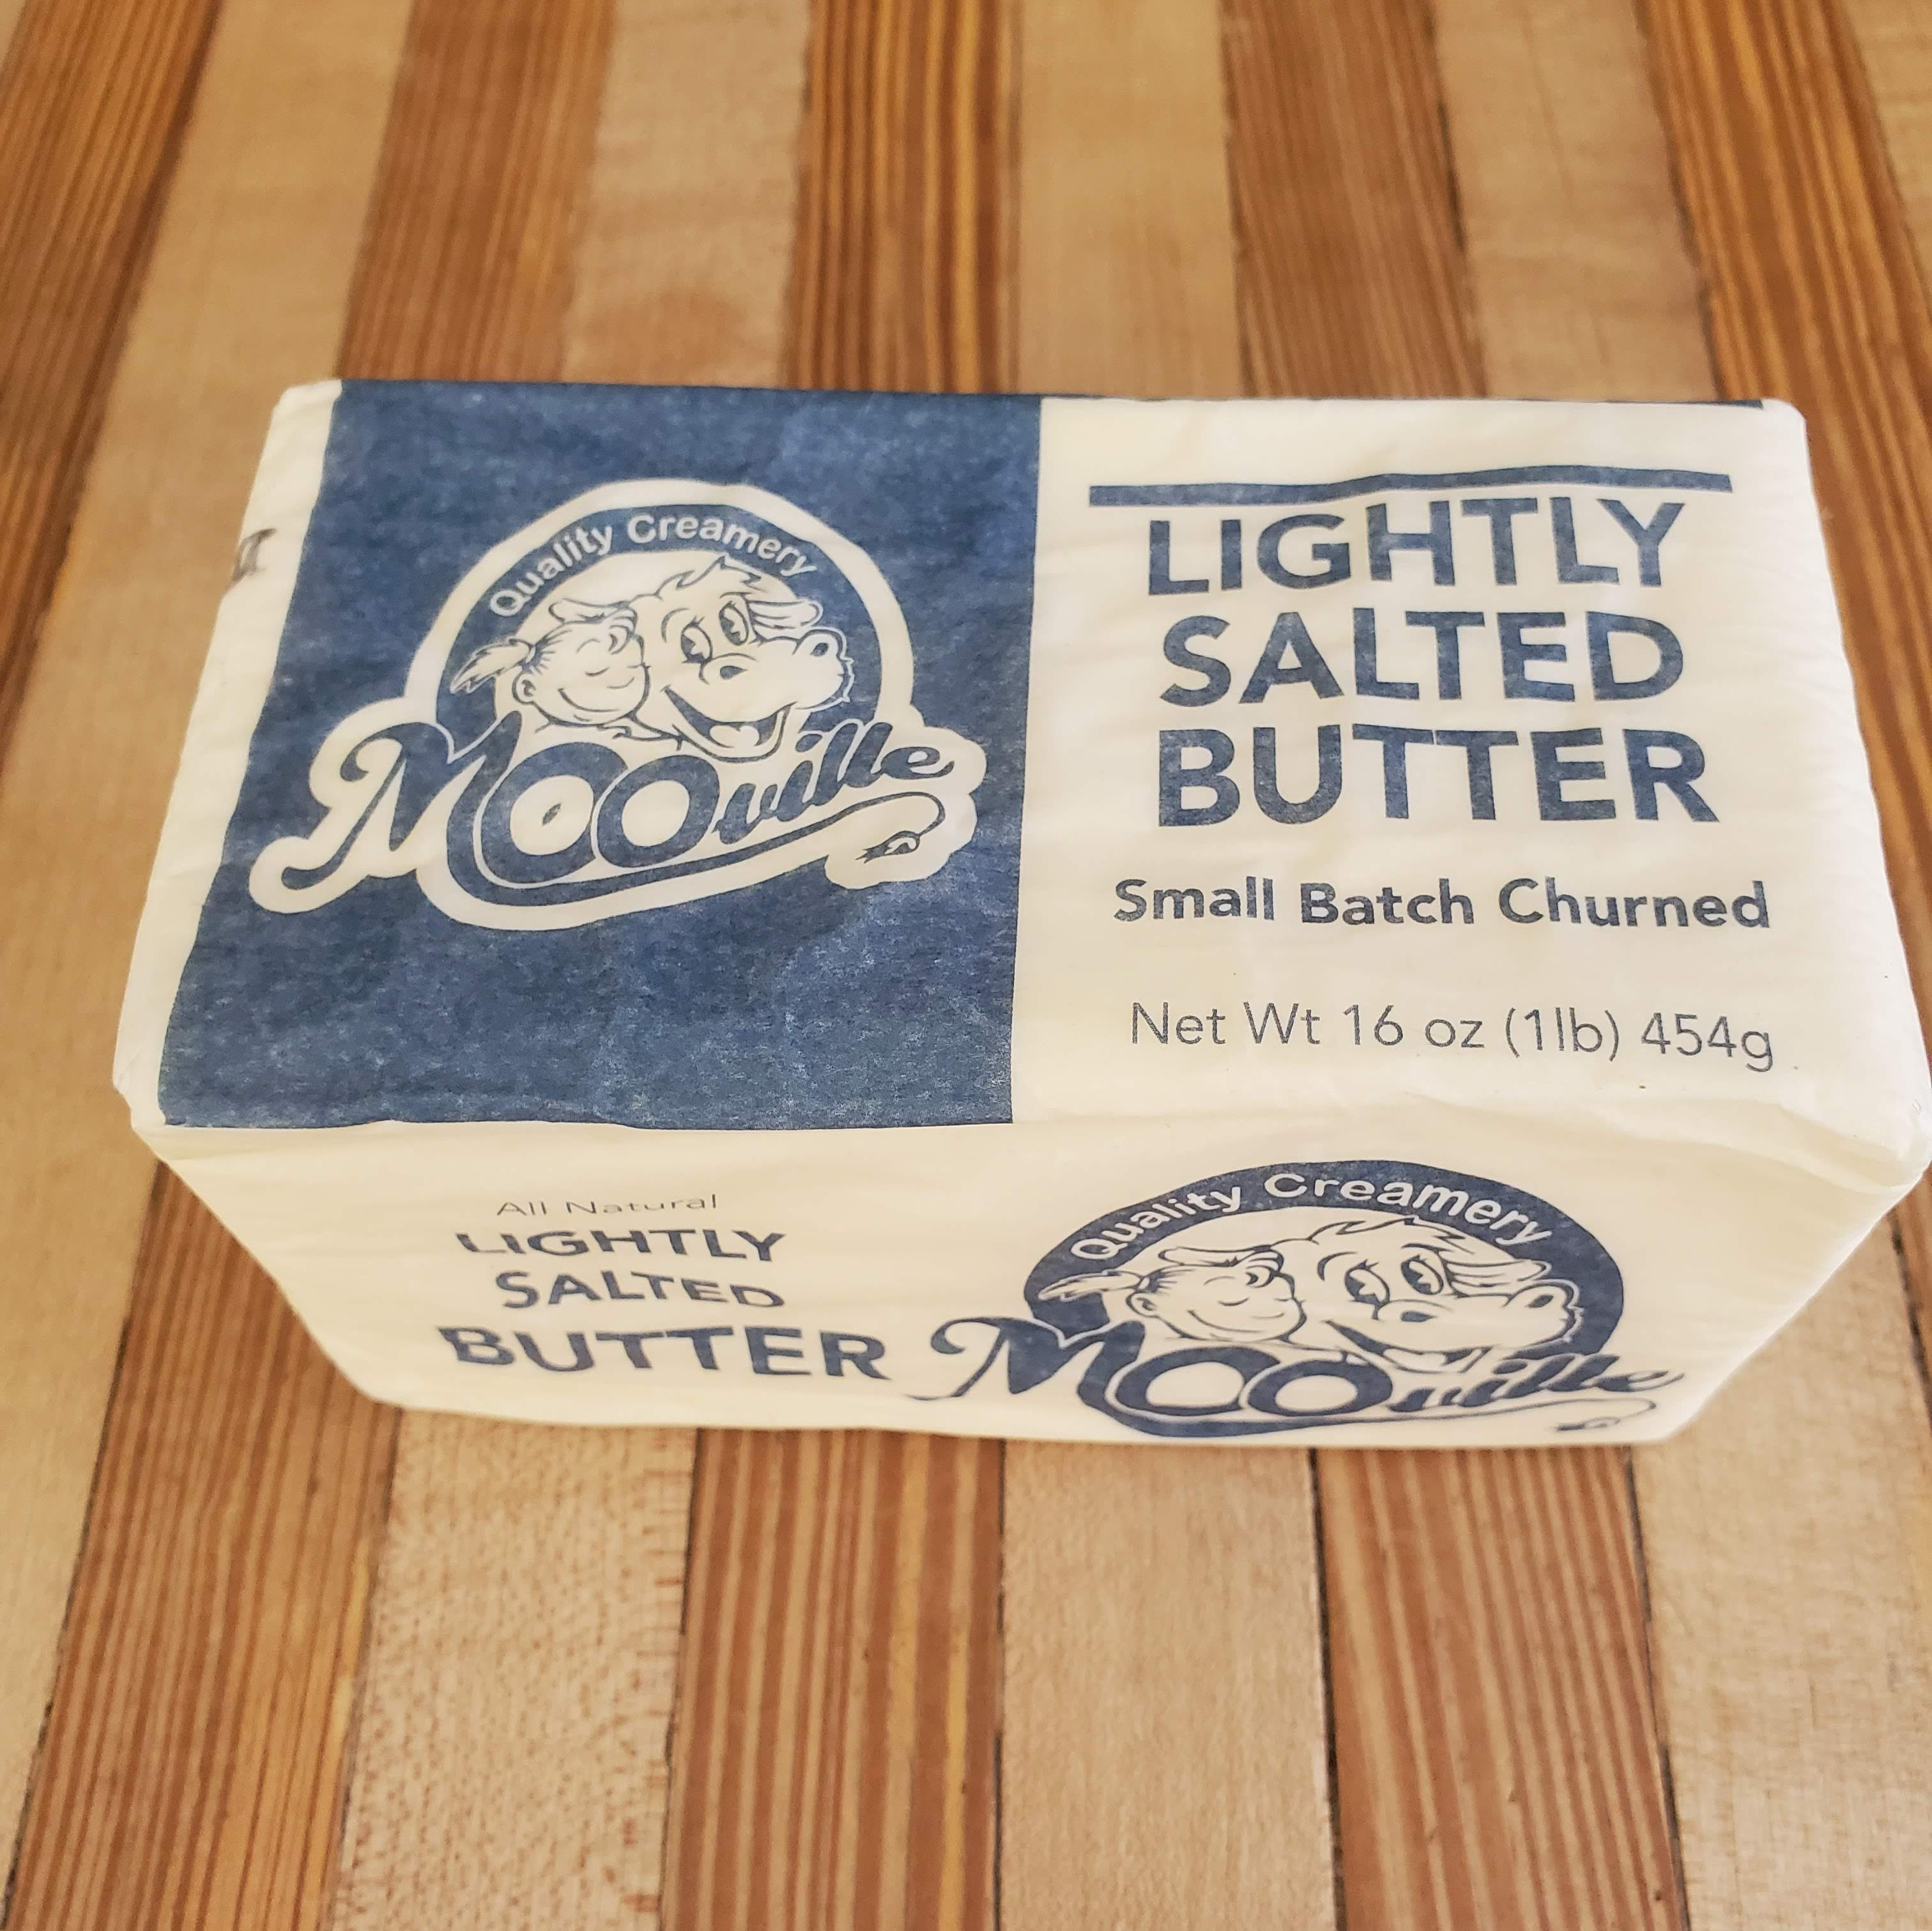 Quality Creamery
MOOville
LIGHTLY
SALTED
BUTTER
Small Batch Churned
Net Wt 16 oz (1lb) 454g
All Natural
LIGHTLY
SALTED
BUTTER
Quality Creamery
MOOville